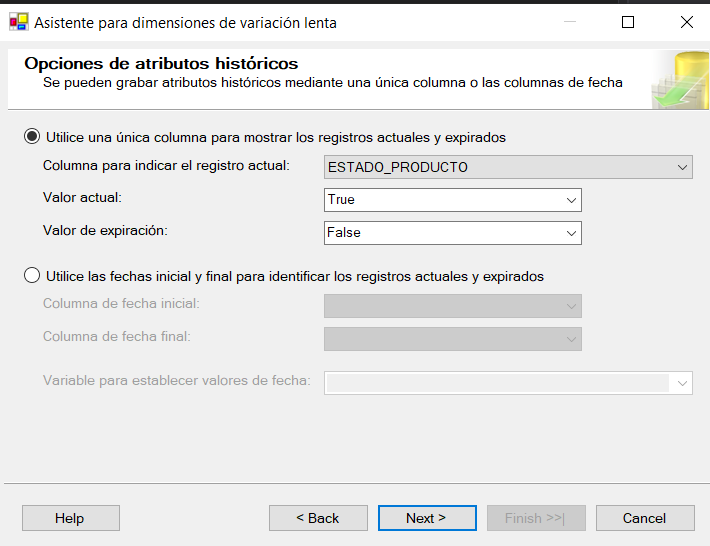 Asistente para dimensiones de variación lenta
Opciones de atributos históricos
Se pueden grabar atributos históricos mediante una única columna o las columnas de fecha
Utilice una única columna para mostrar los registros actuales y expirados
Columna para indicar el registro actual: ESTADO_PRODUCTO
Valor actual: True
Valor de expiración: False
Utilice las fechas inicial y final para identificar los registros actuales y expirados
Columna de fecha inicial:
Columna de fecha final:
Variable para establecer valores de fecha:
Help < Back Next > Finish >>| Cancel